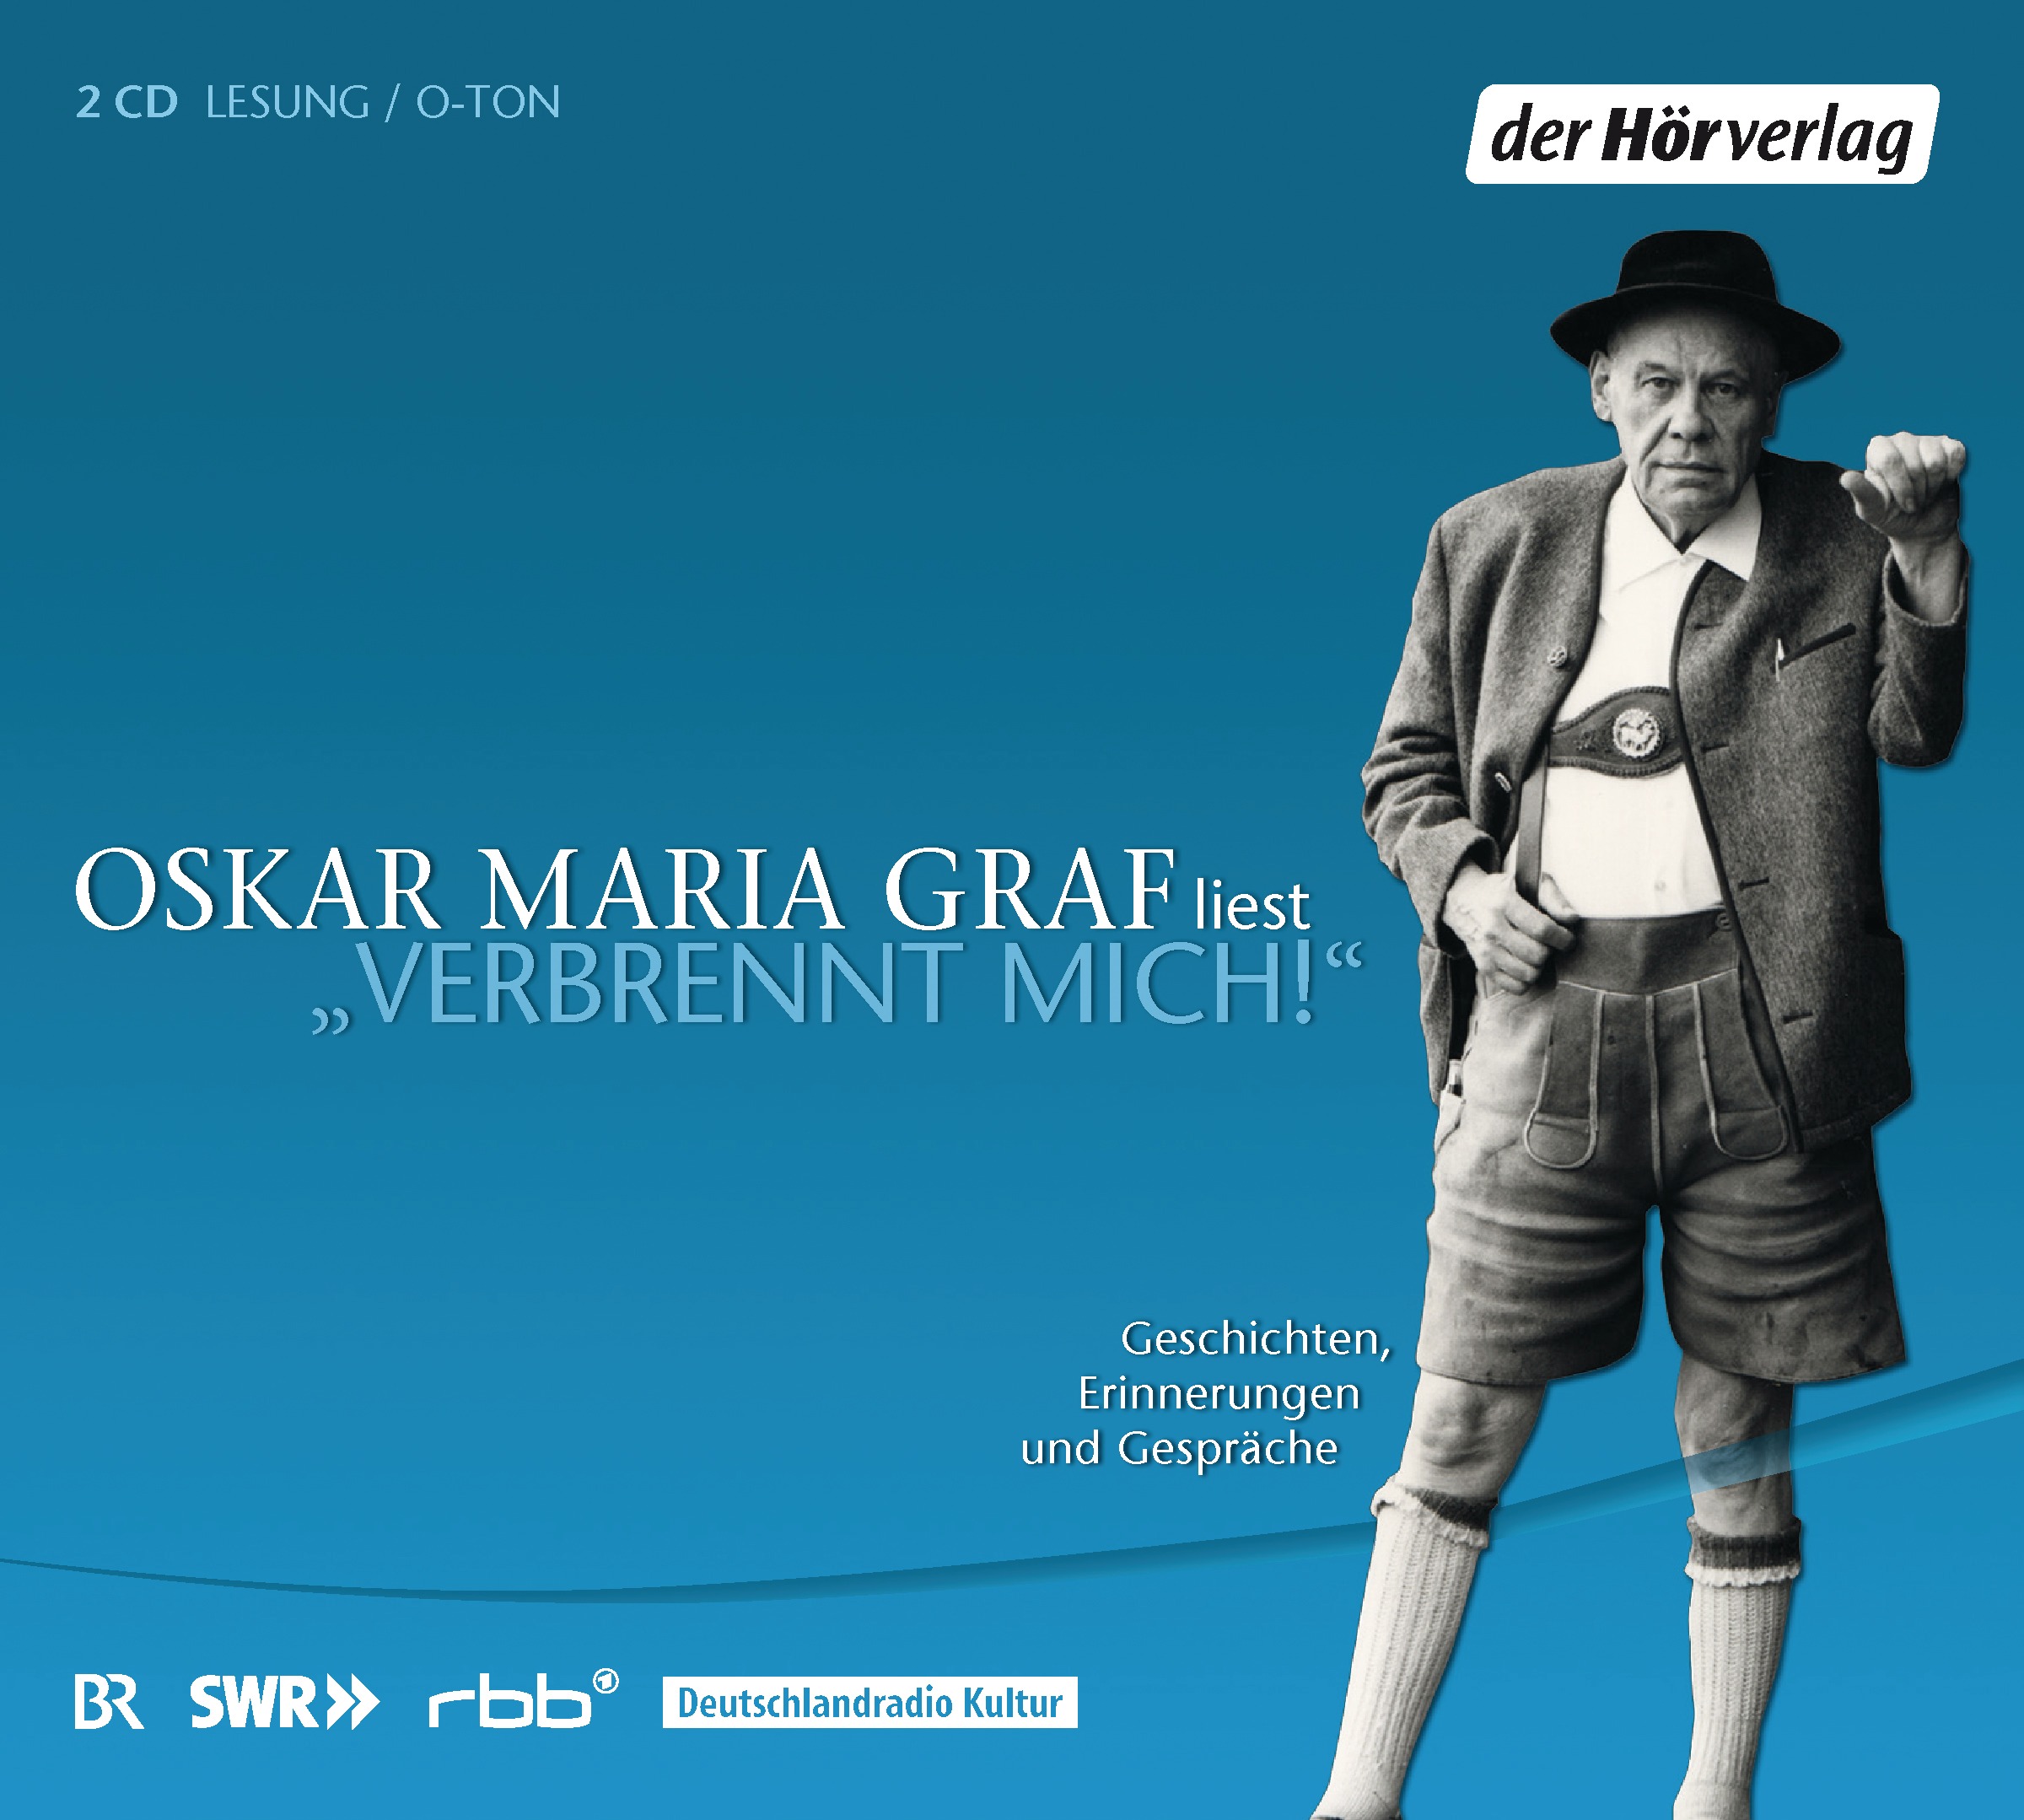 2 CD LESUNG / O-TON
der Hörverlag
OSKAR MARIA GRAF liest
„VERBRENNT MICH!“
Geschichten,
Erinnerungen
und Gespräche
BR SWR rbb Deutschlandradio Kultur